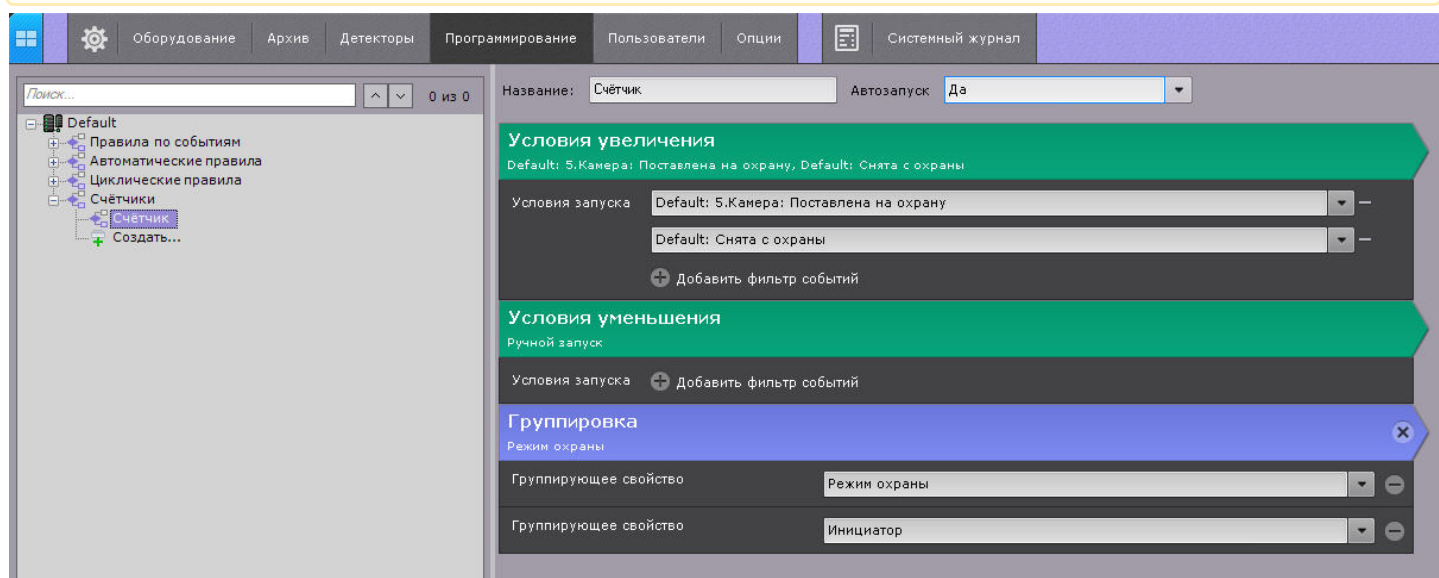 Оборудование Архив Детекторы Программирование Пользователи Опции Системный журнал
Поиск... 0 из 0
Default
Правила по событиям
Автоматические правила
Циклические правила
Счётчики
Счётчик
Создать...
Название: Счётчик Автозапуск Да
Условия увеличения
Default: 5.Камера: Поставлена на охрану, Default: Снята с охраны
Условия запуска Default: 5.Камера: Поставлена на охрану
Default: Снята с охраны
Добавить фильтр событий
Условия уменьшения
Ручной запуск
Условия запуска Добавить фильтр событий
Группировка
Режим охраны
Группирующее свойство Режим охраны
Группирующее свойство Инициатор